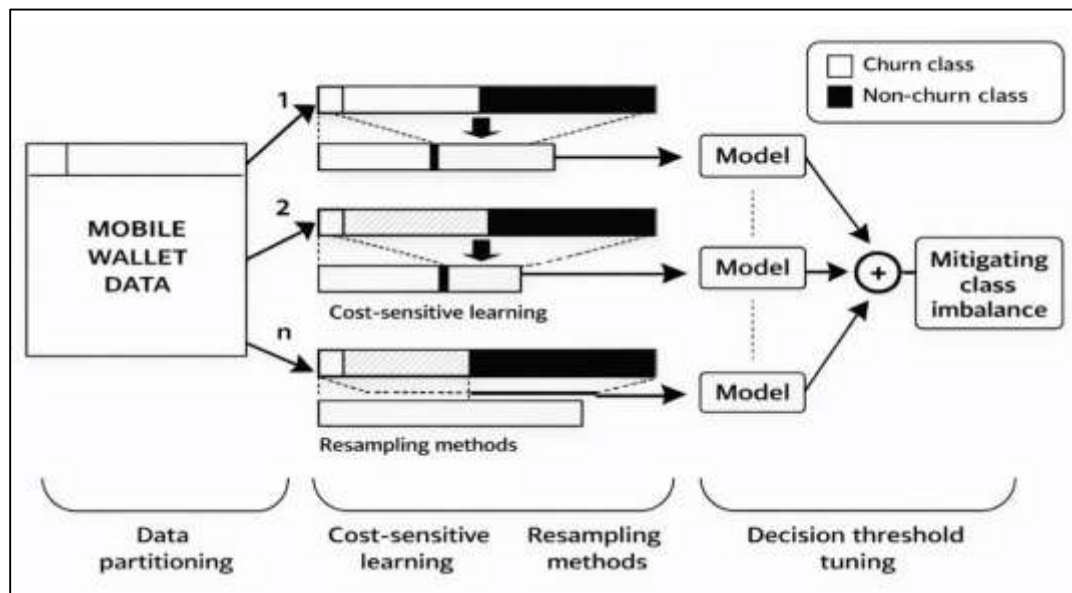 Churn class
Non-churn class
1
2
n
MOBILE
WALLET
DATA
Cost-sensitive learning
Resampling methods
Model
Model
Model
+
Mitigating
class
imbalance
Data
partitioning
Cost-sensitive
learning
Resampling
methods
Decision threshold
tuning